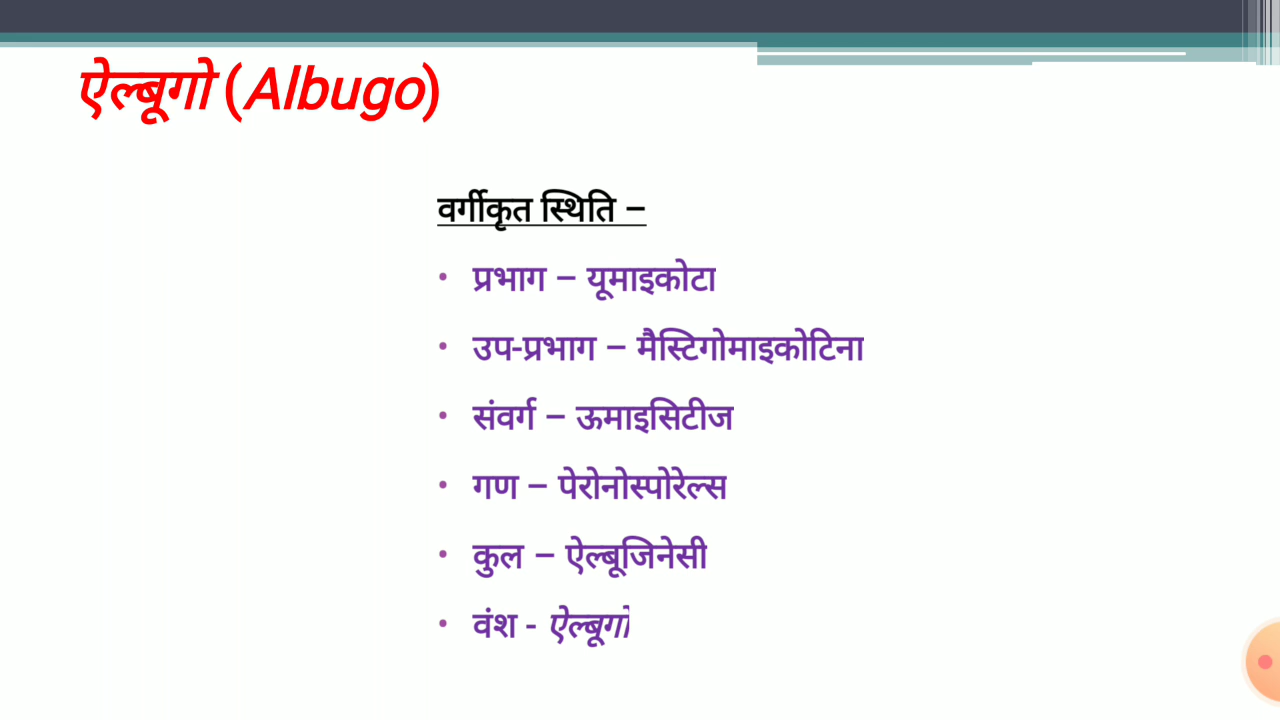 ऐल्बूगो (Albugo)
वर्गीकृत स्थिति –
• प्रभाग – यूमाइकोटा
• उप-प्रभाग – मैस्टिगोमाइकोटिना
• संवर्ग – ऊमाइसिटीज
• गण – पेरोनोस्पोरेल्स
• कुल – ऐल्बूजिनेसी
• वंश - ऐल्बूगो